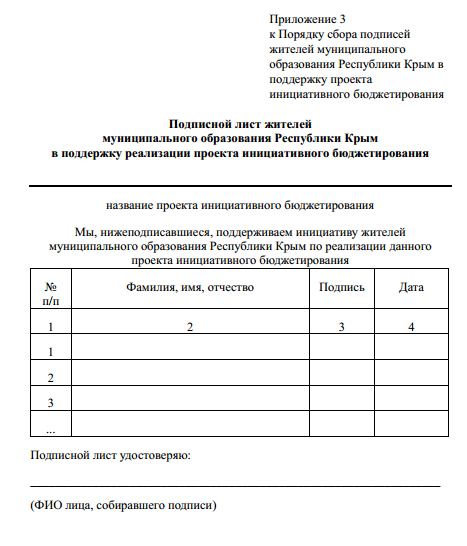 Приложение 3
к Порядку сбора подписей
жителей муниципального
образования Республики Крым в
поддержку проекта
инициативного бюджетирования
Подписной лист жителей
муниципального образования Республики Крым
в поддержку реализации проекта инициативного бюджетирования
название проекта инициативного бюджетирования
Мы, нижеподписавшиеся, поддерживаем инициативу жителей
муниципального образования Республики Крым по реализации данного
проекта инициативного бюджетирования
№ Фамилия, имя, отчество Подпись Дата
п/п
1 2 3 4
1
2
3
...
Подписной лист удостоверяю:
(ФИО лица, собиравшего подписи)